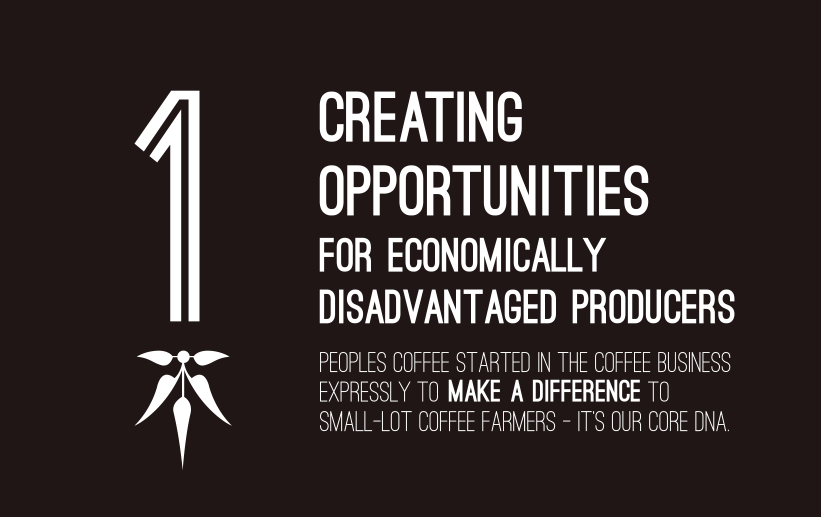 1
CREATING
OPPORTUNITIES
FOR ECONOMICALLY
DISADVANTAGED PRODUCERS
PEOPLES COFFEE STARTED IN THE COFFEE BUSINESS
EXPRESSLY TO MAKE A DIFFERENCE TO
SMALL-LOT COFFEE FARMERS - IT'S OUR CORE DNA.